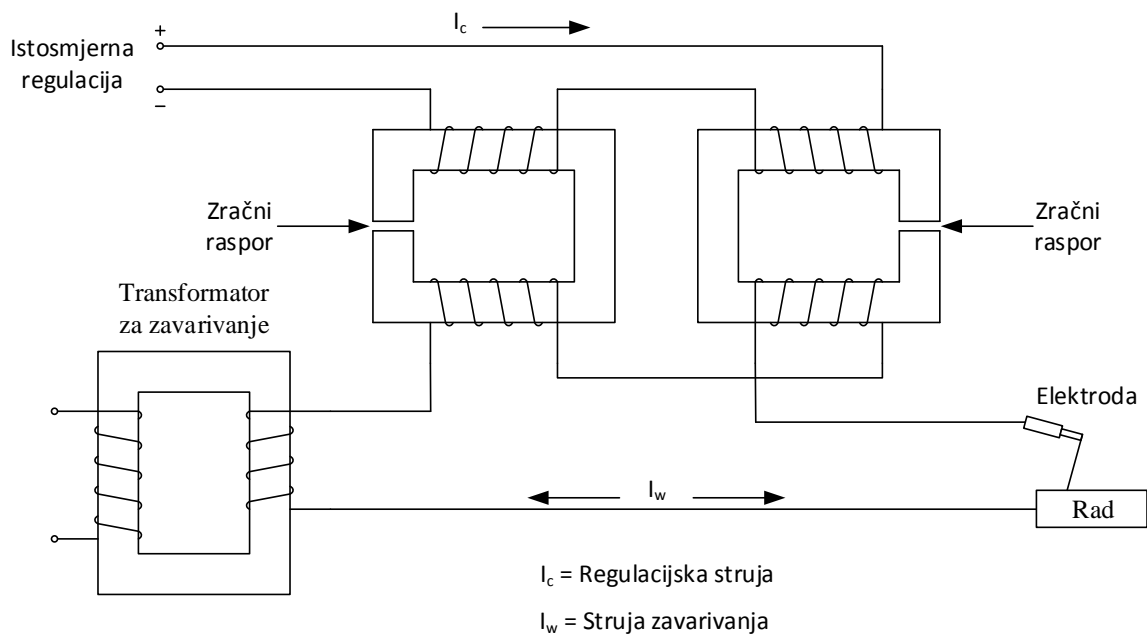 I_c
+
Istosmjerna
regulacija
–
Zračni
raspor
Zračni
raspor
Transformator
za zavarivanje
Elektroda
I_w
Rad
I_c = Regulacijska struja
I_w = Struja zavarivanja